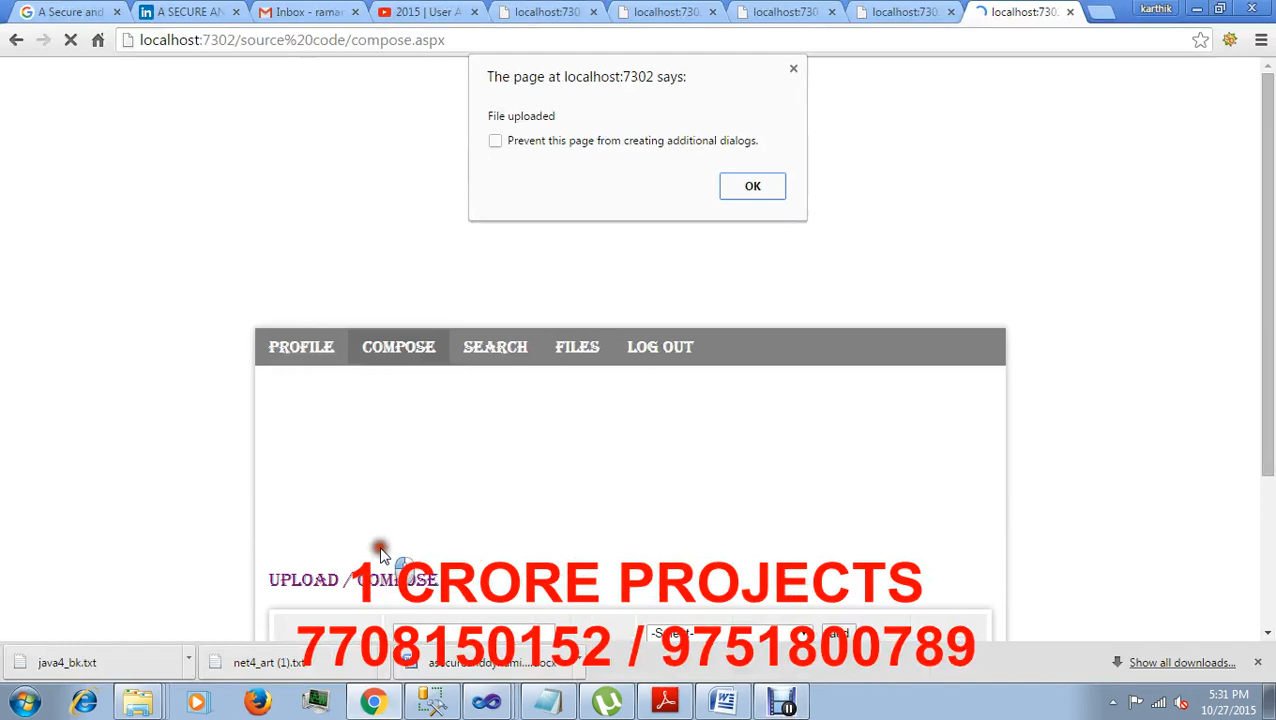 A Secure and
A SECURE AN
Inbox - ramar
2015 | User A
localhost:730
localhost:730
localhost:730
localhost:730
localhost:730
karthik
localhost:7302/source%20code/compose.aspx
The page at localhost:7302 says:
File uploaded
Prevent this page from creating additional dialogs.
OK
PROFILE COMPOSE SEARCH FILES LOG OUT
UPLOAD / COMPOSE
1 CRORE PROJECTS
-Select-
7708150152 / 9751800789
java4_bk.txt
net4_art (1).txt
Show all downloads...
5:31 PM
10/27/2015